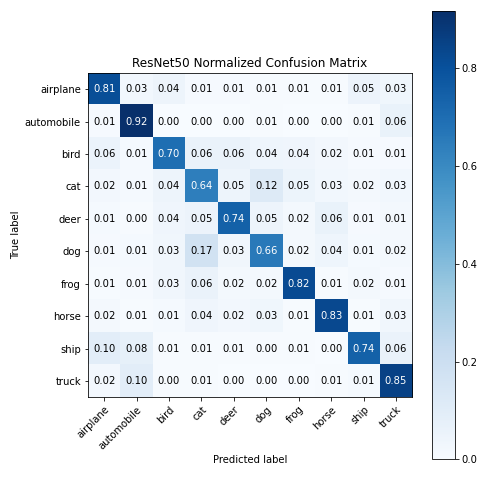 ResNet50 Normalized Confusion Matrix
True label
airplane 0.81 0.03 0.04 0.01 0.01 0.01 0.01 0.01 0.05 0.03
automobile 0.01 0.92 0.00 0.00 0.00 0.01 0.00 0.00 0.01 0.06
bird 0.06 0.01 0.70 0.06 0.06 0.04 0.04 0.02 0.01 0.01
cat 0.02 0.01 0.04 0.64 0.05 0.12 0.05 0.03 0.02 0.03
deer 0.01 0.00 0.04 0.05 0.74 0.05 0.02 0.06 0.01 0.01
dog 0.01 0.01 0.03 0.17 0.03 0.66 0.02 0.04 0.01 0.02
frog 0.01 0.01 0.03 0.06 0.02 0.02 0.82 0.01 0.02 0.01
horse 0.02 0.01 0.01 0.04 0.02 0.03 0.01 0.83 0.01 0.03
ship 0.10 0.08 0.01 0.01 0.01 0.00 0.01 0.00 0.74 0.06
truck 0.02 0.10 0.00 0.01 0.00 0.00 0.00 0.01 0.01 0.85
airplane automobile bird cat deer dog frog horse ship truck
Predicted label
0.8
0.6
0.4
0.2
0.0